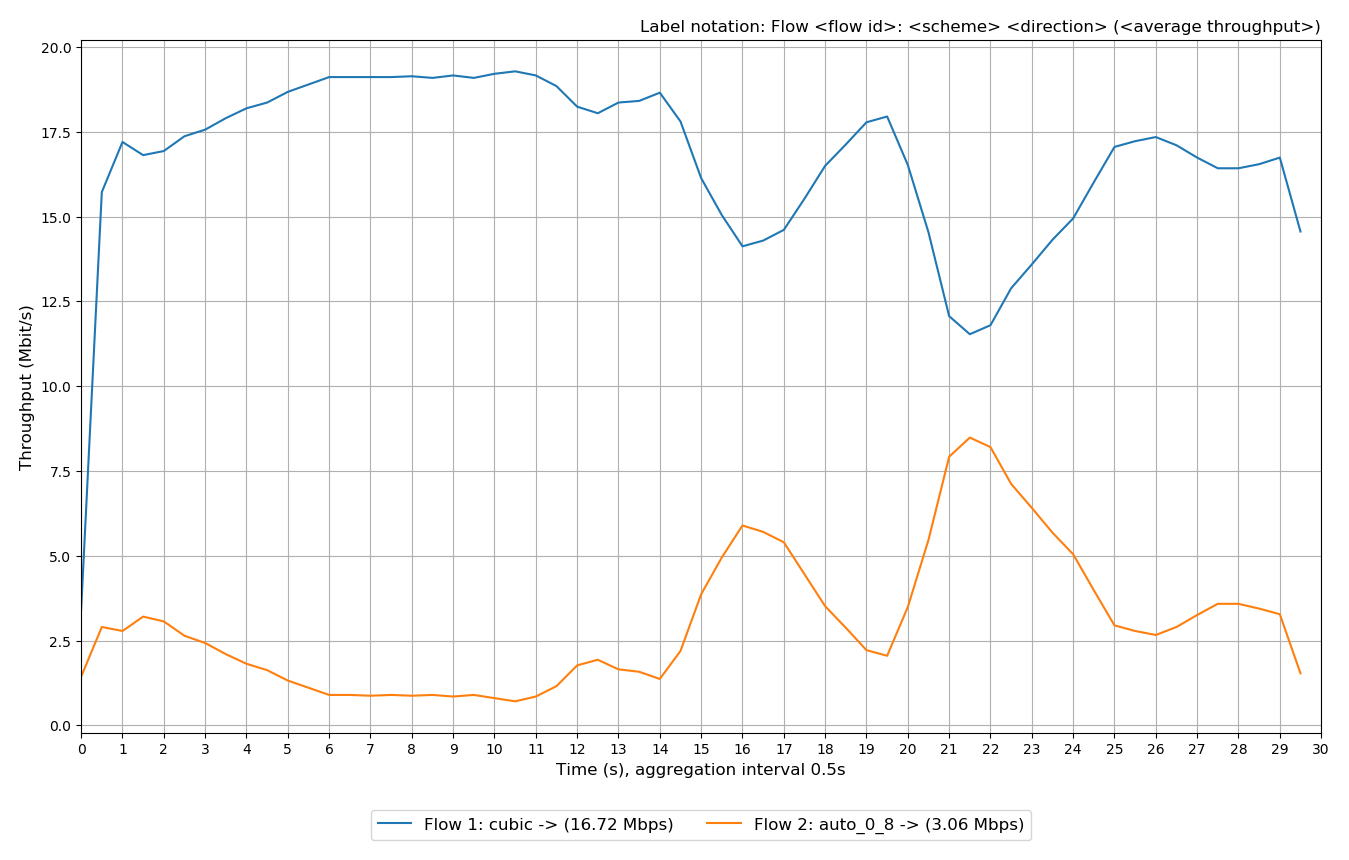 Label notation: Flow <flow id>: <scheme> <direction> (<average throughput>)
20.0
17.5
15.0
12.5
10.0
7.5
5.0
2.5
0.0
Throughput (Mbit/s)
0 1 2 3 4 5 6 7 8 9 10 11 12 13 14 15 16 17 18 19 20 21 22 23 24 25 26 27 28 29 30
Time (s), aggregation interval 0.5s
Flow 1: cubic -> (16.72 Mbps) Flow 2: auto_0_8 -> (3.06 Mbps)